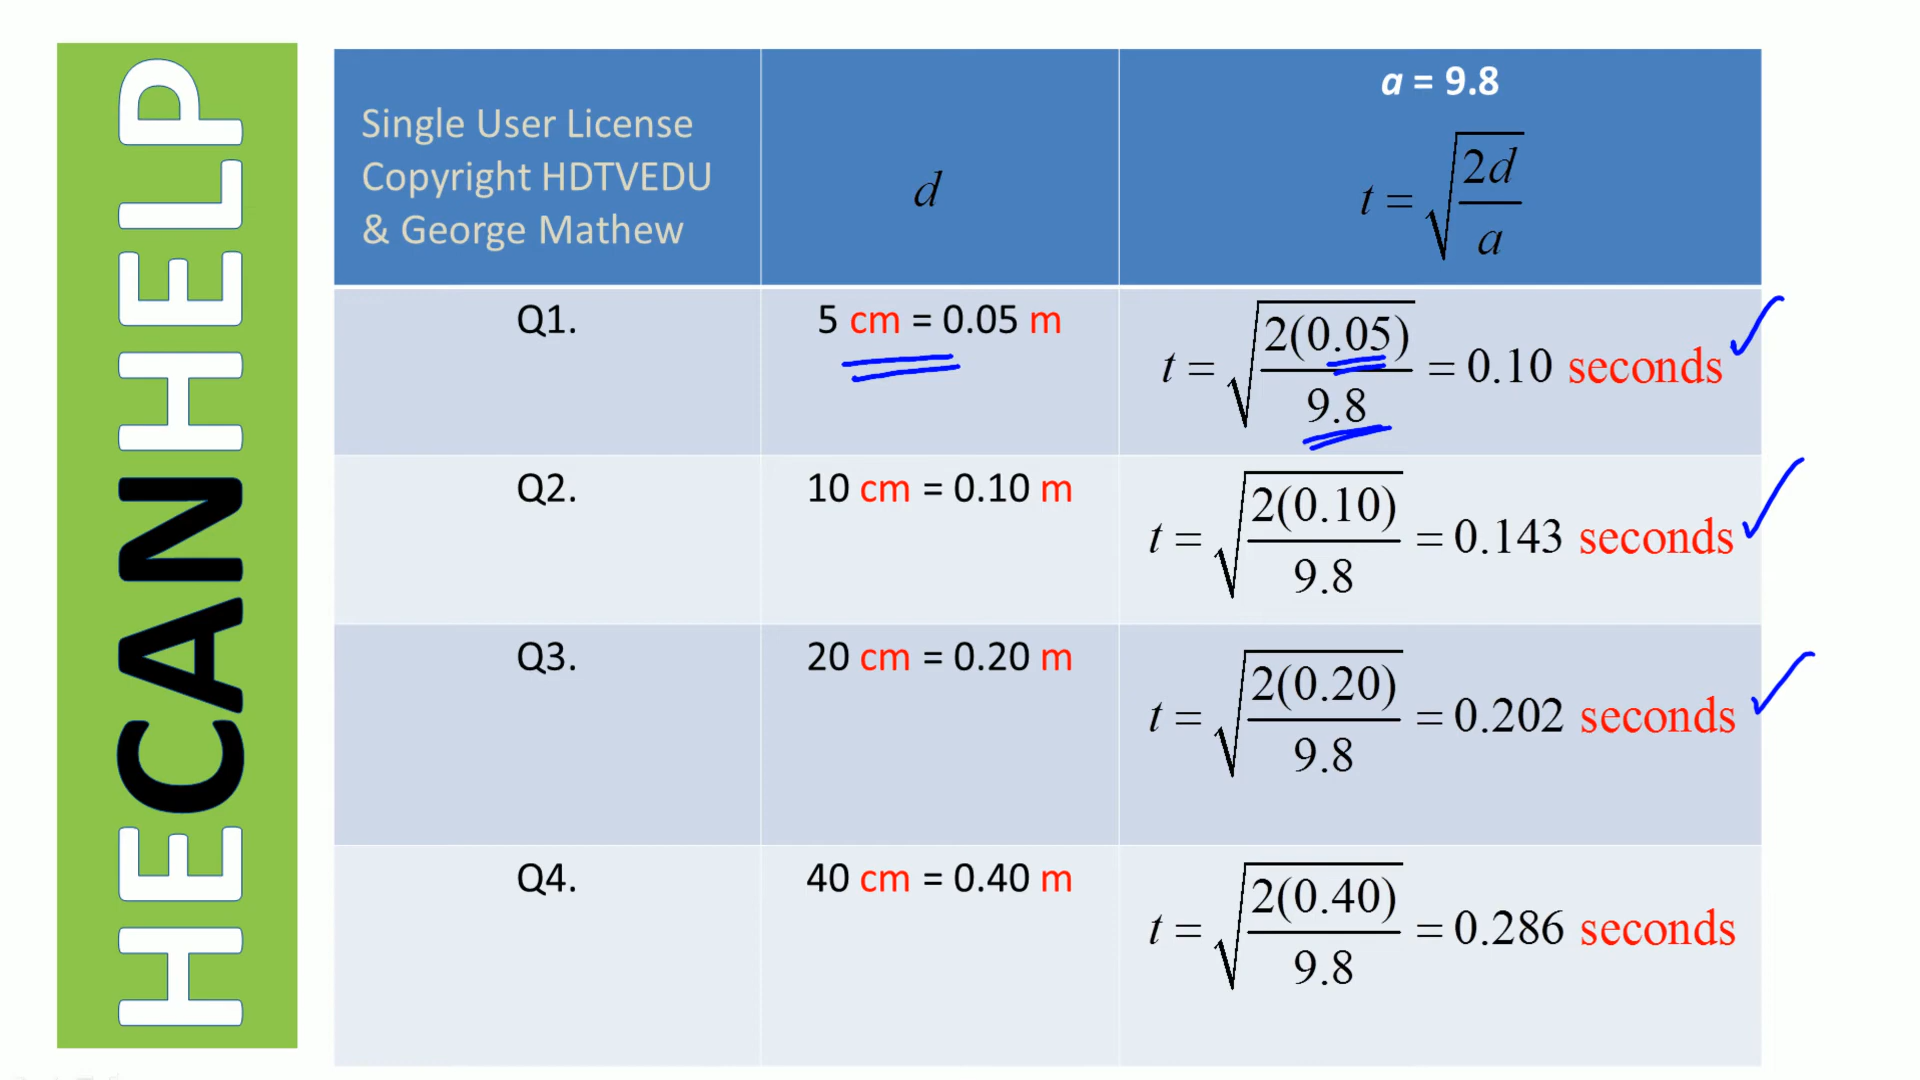 HECANHELP
Single User License
Copyright HDTVEDU
& George Mathew
d
a = 9.8
t = √(2d/a)
Q1.
5 cm = 0.05 m
t = √(2(0.05)/9.8) = 0.10 seconds
Q2.
10 cm = 0.10 m
t = √(2(0.10)/9.8) = 0.143 seconds
Q3.
20 cm = 0.20 m
t = √(2(0.20)/9.8) = 0.202 seconds
Q4.
40 cm = 0.40 m
t = √(2(0.40)/9.8) = 0.286 seconds